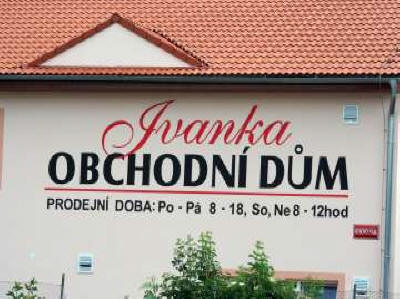 Ivanka
OBCHODNÍ DŮM
PRODEJNÍ DOBA: Po - Pá 8 - 18, So, Ne 8 - 12hod